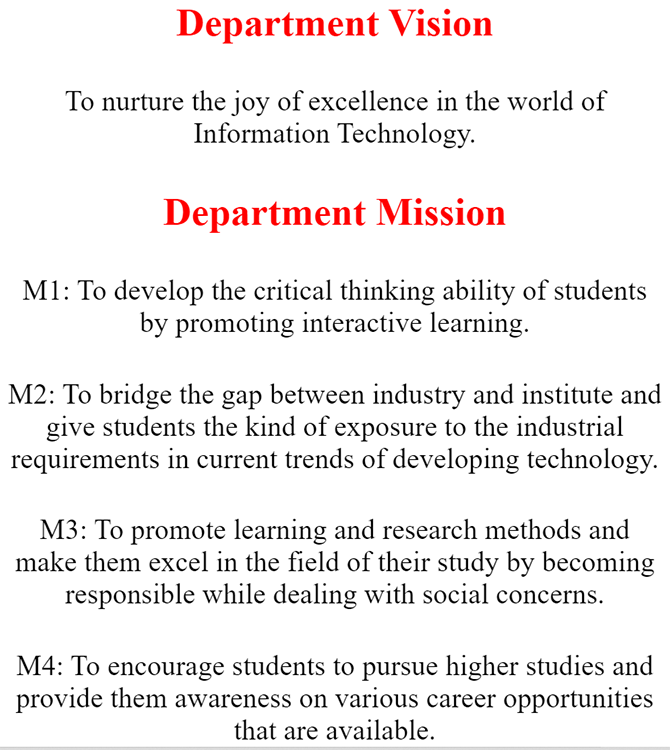 Department Vision
To nurture the joy of excellence in the world of
Information Technology.
Department Mission
M1: To develop the critical thinking ability of students
by promoting interactive learning.
M2: To bridge the gap between industry and institute and
give students the kind of exposure to the industrial
requirements in current trends of developing technology.
M3: To promote learning and research methods and
make them excel in the field of their study by becoming
responsible while dealing with social concerns.
M4: To encourage students to pursue higher studies and
provide them awareness on various career opportunities
that are available.